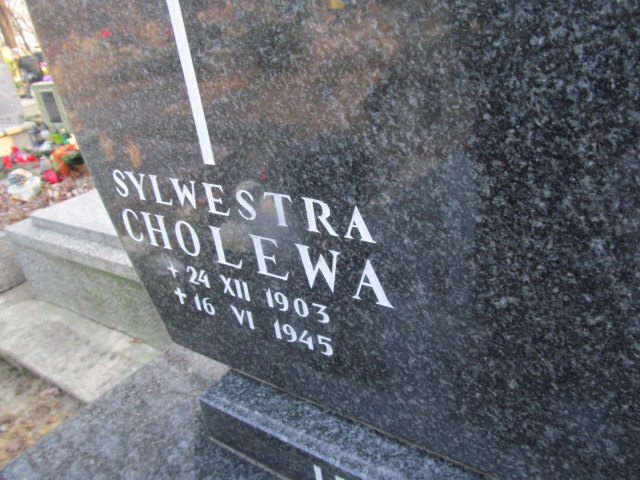 SYLWESTRA
CHOLEWA
+ 24 XII 1903
+ 16 VI 1945